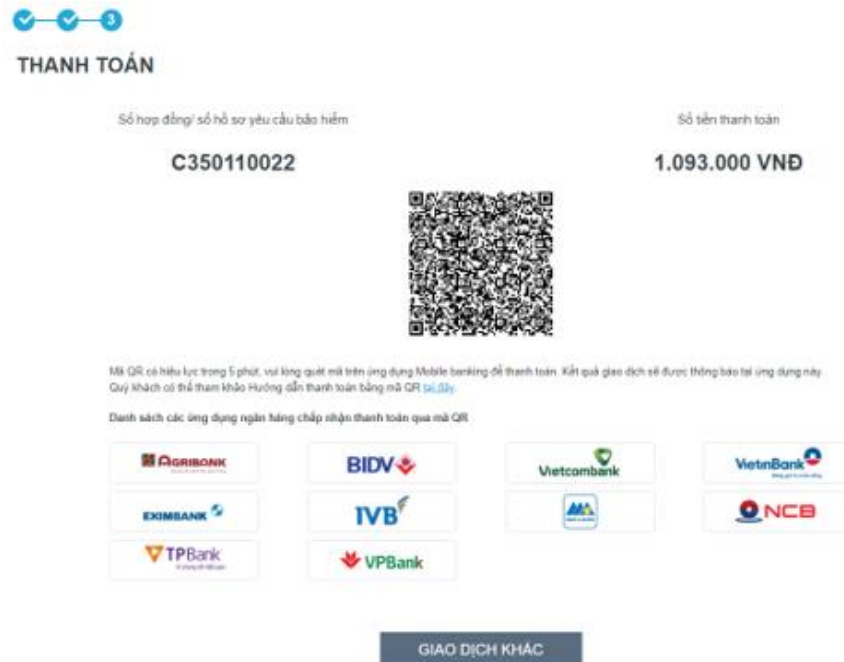 3
THANH TOÁN
Số hợp đồng/ số hồ sơ yêu cầu bảo hiểm
Số tiền thanh toán
C350110022
1.093.000 VNĐ
Mã QR có hiệu lực trong 5 phút, vui lòng quét mã trên ứng dụng Mobile banking để thanh toán. Kết quả giao dịch sẽ được thông báo tại ứng dụng này
Quý khách có thể tham khảo Hướng dẫn thanh toán bằng mã QR tại đây.
Danh sách các ứng dụng ngân hàng chấp nhận thanh toán qua mã QR
AGRIBANK
BIDV
Vietcombank
VietinBank
EXIMBANK
IVB
NCB
TPBank
VPBank
GIAO DỊCH KHÁC